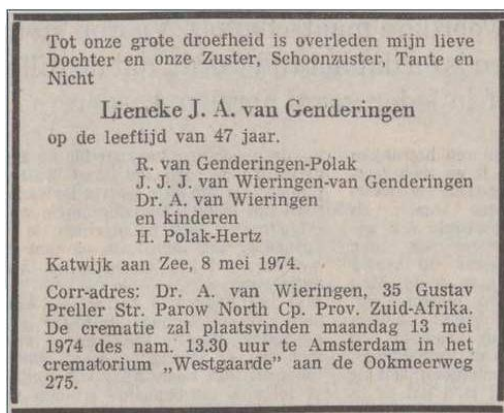 Tot onze grote droefheid is overleden mijn lieve
Dochter en onze Zuster, Schoonzuster, Tante en
Nicht
Lieneke J. A. van Genderingen
op de leeftijd van 47 jaar.
R. van Genderingen-Polak
J. J. J. van Wieringen-van Genderingen
Dr. A. van Wieringen
en kinderen
H. Polak-Hertz
Katwijk aan Zee, 8 mei 1974.
Corr-adres: Dr. A. van Wieringen, 35 Gustav
Preller Str. Parow North Cp. Prov. Zuid-Afrika.
De crematie zal plaatsvinden maandag 13 mei
1974 des nam. 13.30 uur te Amsterdam in het
crematorium „Westgaarde” aan de Ookmeerweg
275.